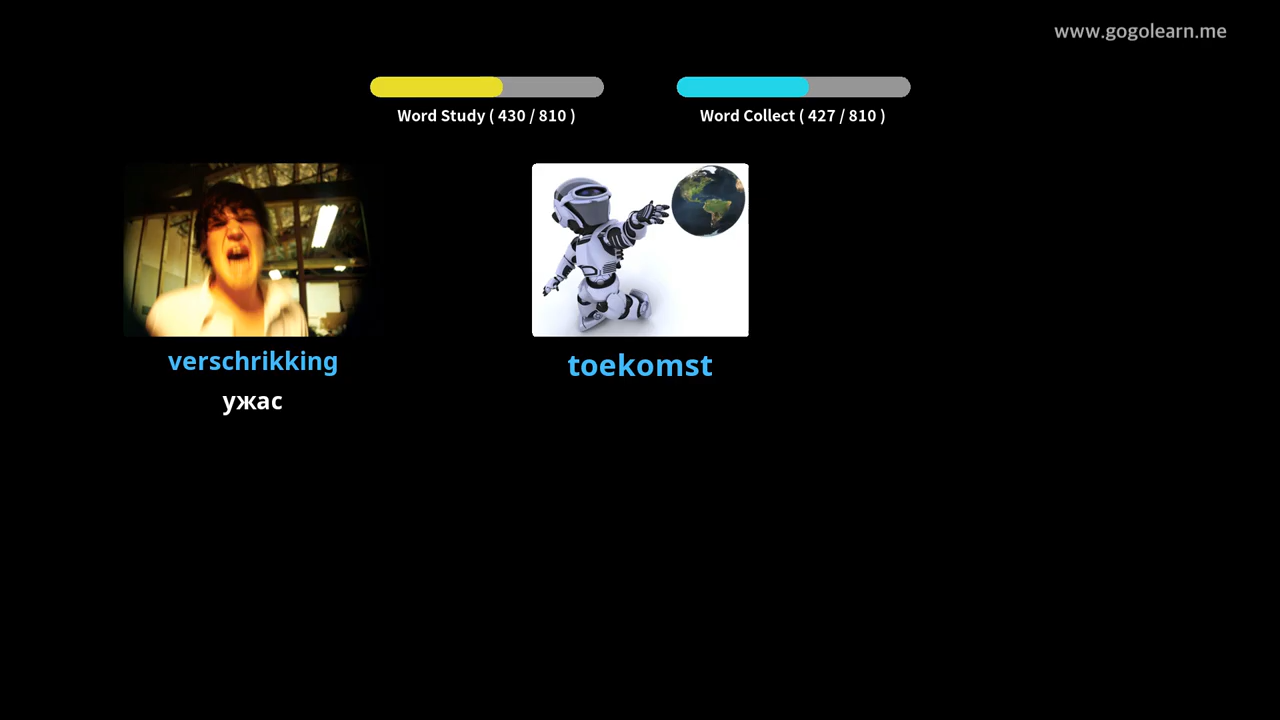 www.gogolearn.me
Word Study ( 430 / 810 )
Word Collect ( 427 / 810 )
verschrikking
ужас
toekomst